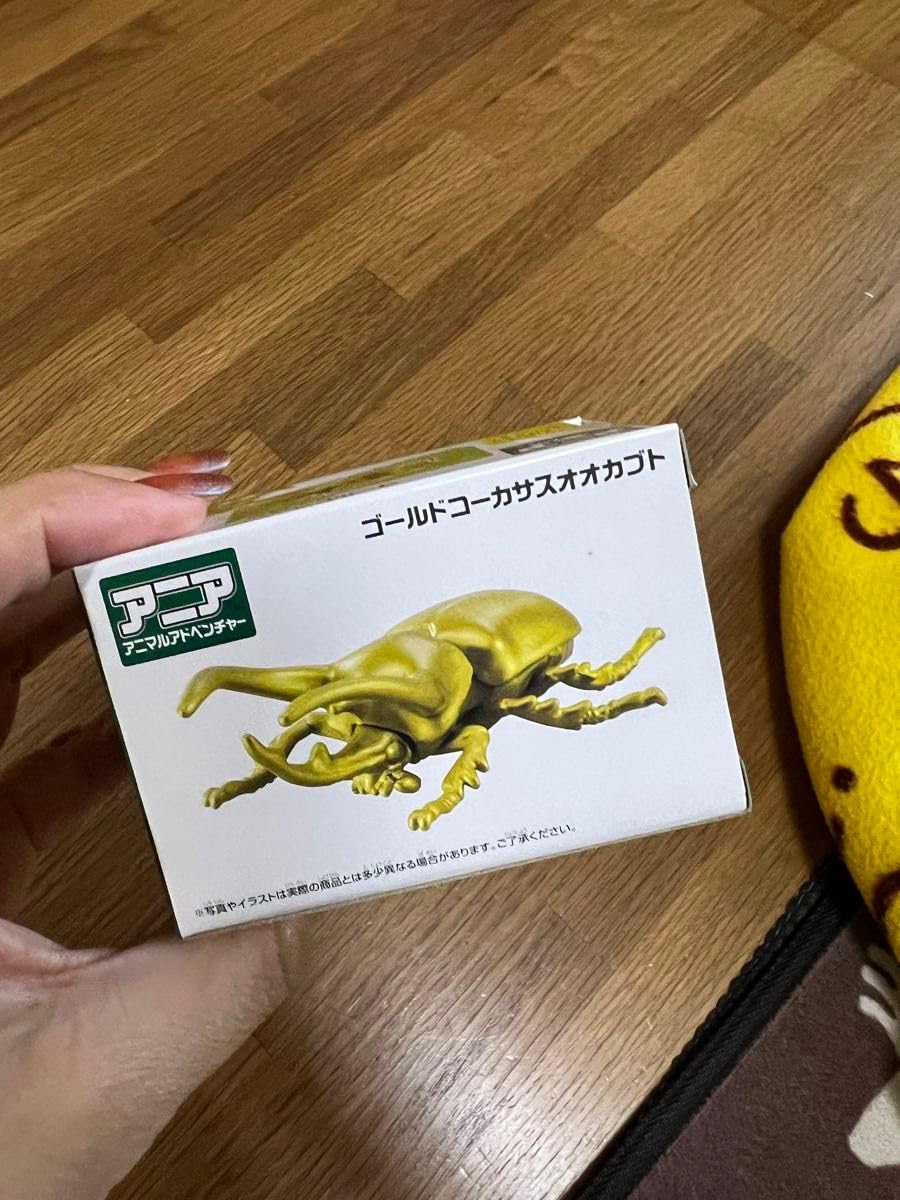 ゴールドコーカサスオオカブト
アニア
アニマルアドベンチャー
※写真やイラストは実際の商品とは多少異なる場合があります。ご了承ください。